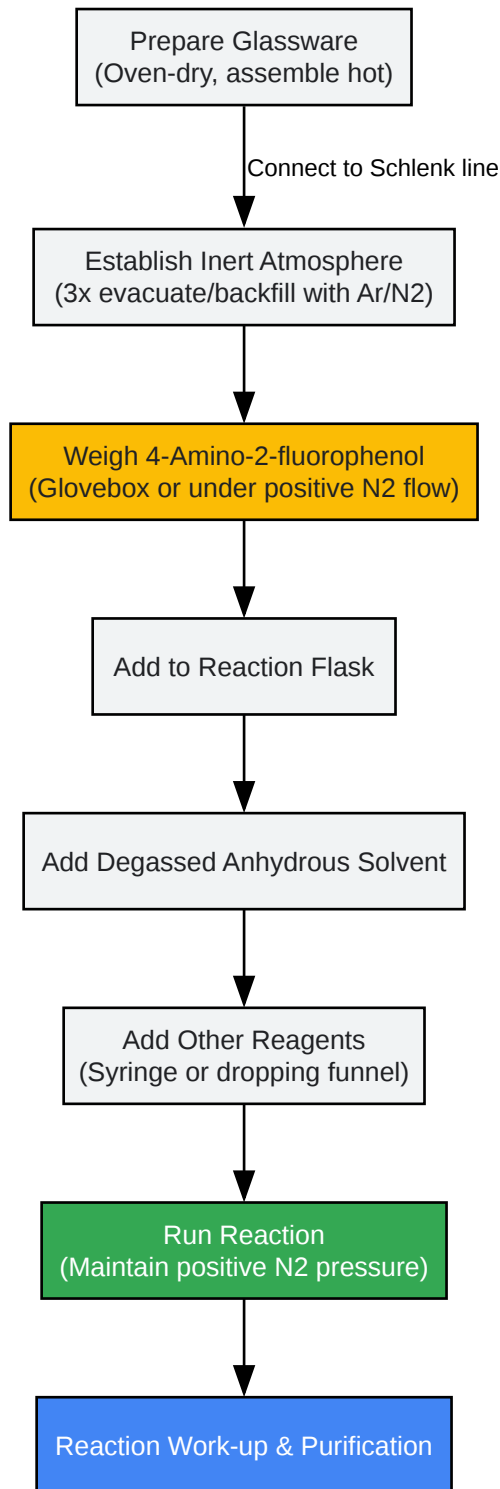 Prepare Glassware
(Oven-dry, assemble hot)
Connect to Schlenk line
Establish Inert Atmosphere
(3x evacuate/backfill with Ar/N2)
Weigh 4-Amino-2-fluorophenol
(Glovebox or under positive N2 flow)
Add to Reaction Flask
Add Degassed Anhydrous Solvent
Add Other Reagents
(Syringe or dropping funnel)
Run Reaction
(Maintain positive N2 pressure)
Reaction Work-up & Purification